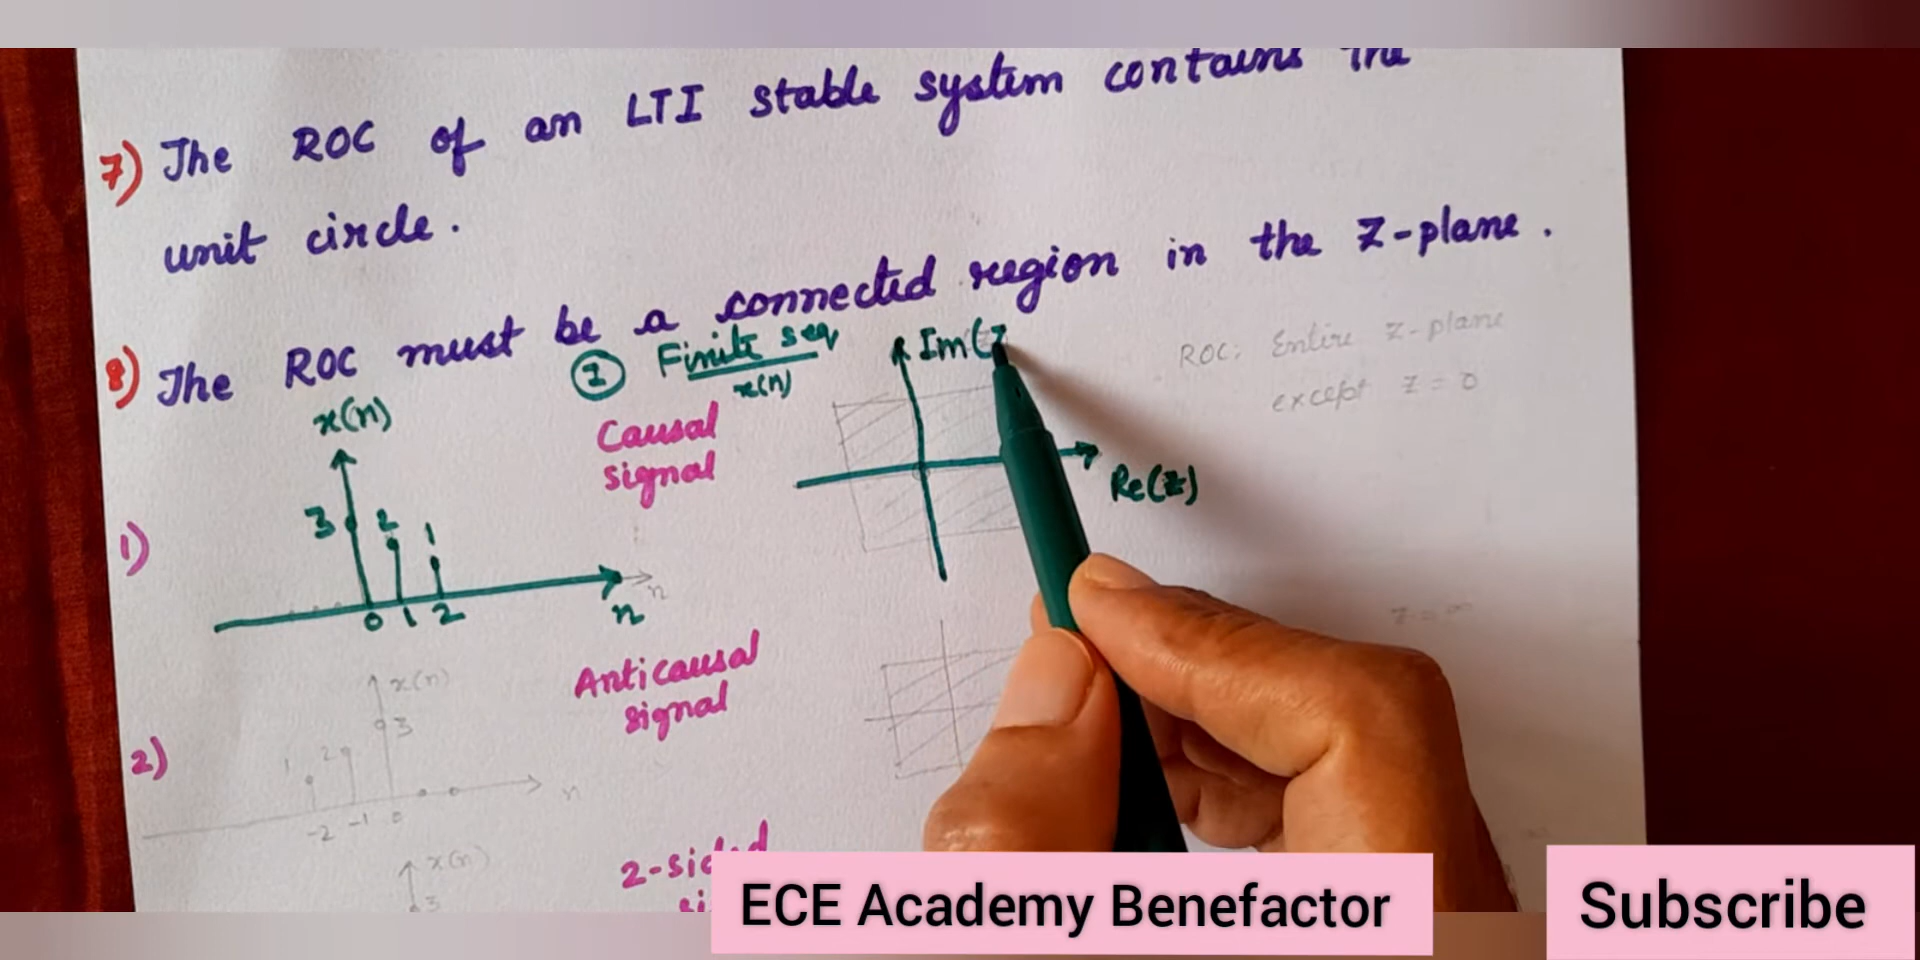 7) The ROC of an LTI stable system contains the
unit circle.
8) The ROC must be a connected region in the Z-plane.
I Finite seq
x(n)
x(n)
Causal
signal
Im(z
Re(z)
ROC: Entire z-plane
except z = 0
1)
3 2 1
0 1 2
n
n
Anticausal
signal
z = ∞
2)
x(n)
3
1 2
-2 -1 0
n
x(n)
3
2-sided
ECE Academy Benefactor
Subscribe